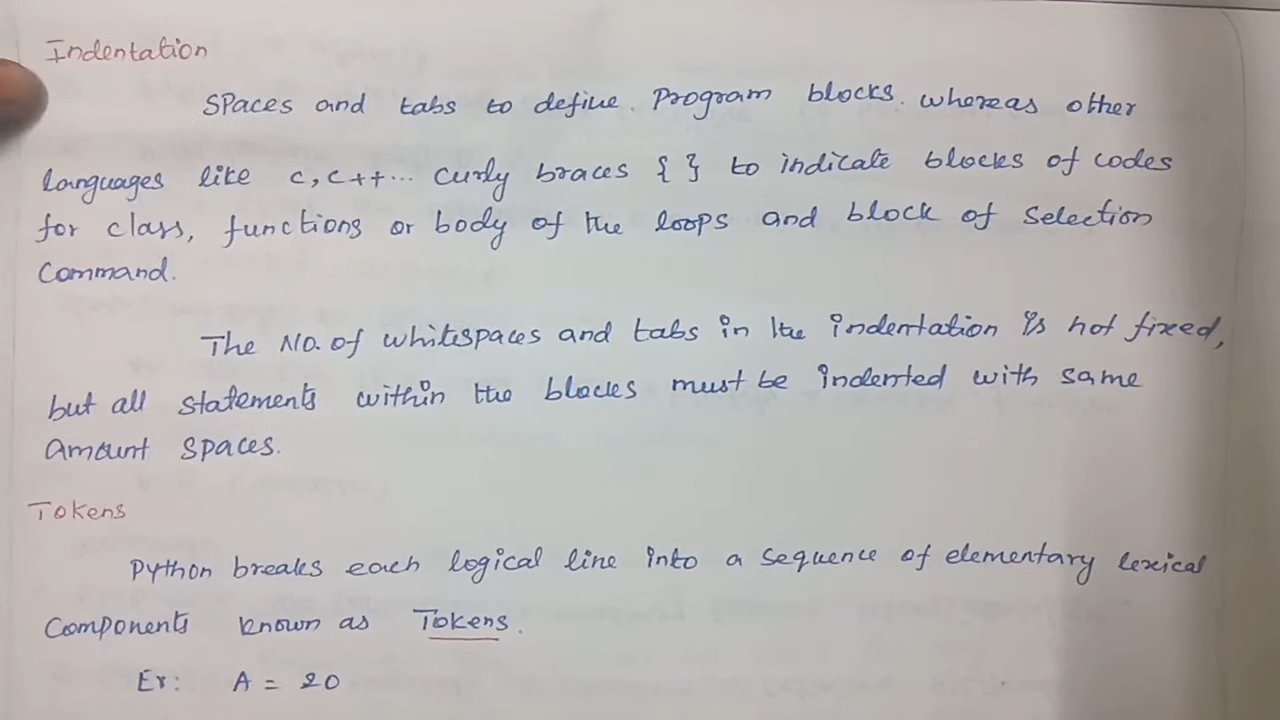 Indentation
Spaces and tabs to define Program blocks. whereas other
languages like c, c++... curly braces { } to indicate blocks of codes
for class, functions or body of the loops and block of Selection
Command.
The No. of whitespaces and tabs in the indentation is not fixed,
but all statements within the blocks must be indented with same
amount spaces.
Tokens
Python breaks each logical line into a sequence of elementary lexical
components known as Tokens.
Ex: A = 20